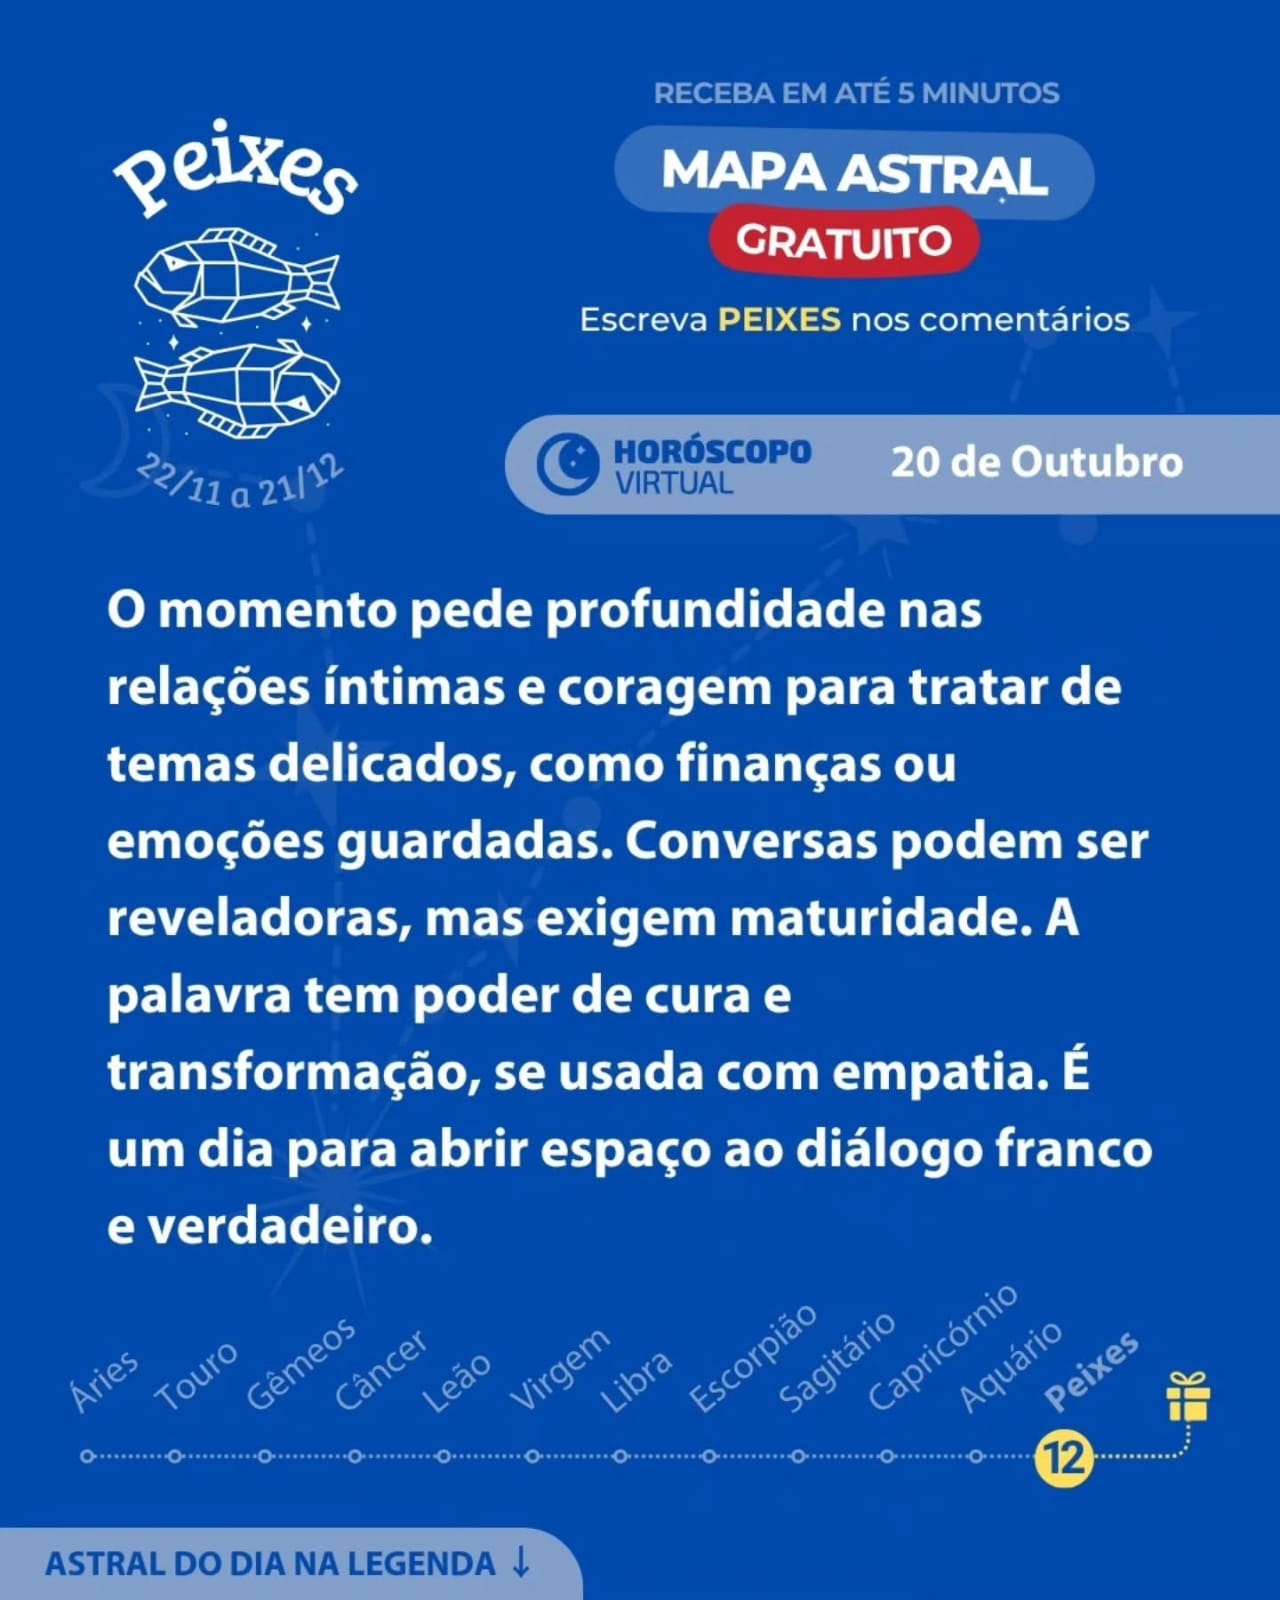 Peixes
22/11 a 21/12
RECEBA EM ATÉ 5 MINUTOS
MAPA ASTRAL
GRATUITO
Escreva PEIXES nos comentários
HORÓSCOPO
VIRTUAL
20 de Outubro
O momento pede profundidade nas
relações íntimas e coragem para tratar de
temas delicados, como finanças ou
emoções guardadas. Conversas podem ser
reveladoras, mas exigem maturidade. A
palavra tem poder de cura e
transformação, se usada com empatia. É
um dia para abrir espaço ao diálogo franco
e verdadeiro.
Áries
Touro
Gêmeos
Câncer
Leão
Virgem
Libra
Escorpião
Sagitário
Capricórnio
Aquário
Peixes
12
ASTRAL DO DIA NA LEGENDA ↓